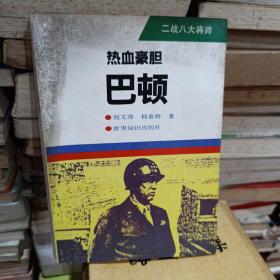 二战八大将帅
热血豪胆
巴顿
●刘文涛 柯春桥 著
●世界知识出版社